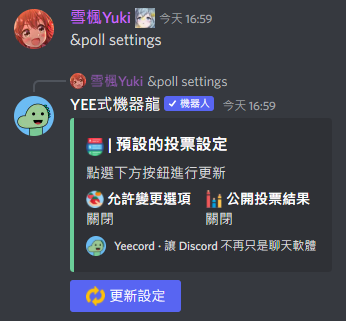 雪楓Yuki 今天 16:59
&poll settings
雪楓Yuki &poll settings
YEE式機器龍 ✓ 機器人 今天 16:59
| 預設的投票設定
點選下方按鈕進行更新
允許變更選項 公開投票結果
關閉 關閉
Yeecord · 讓 Discord 不再只是聊天軟體
更新設定